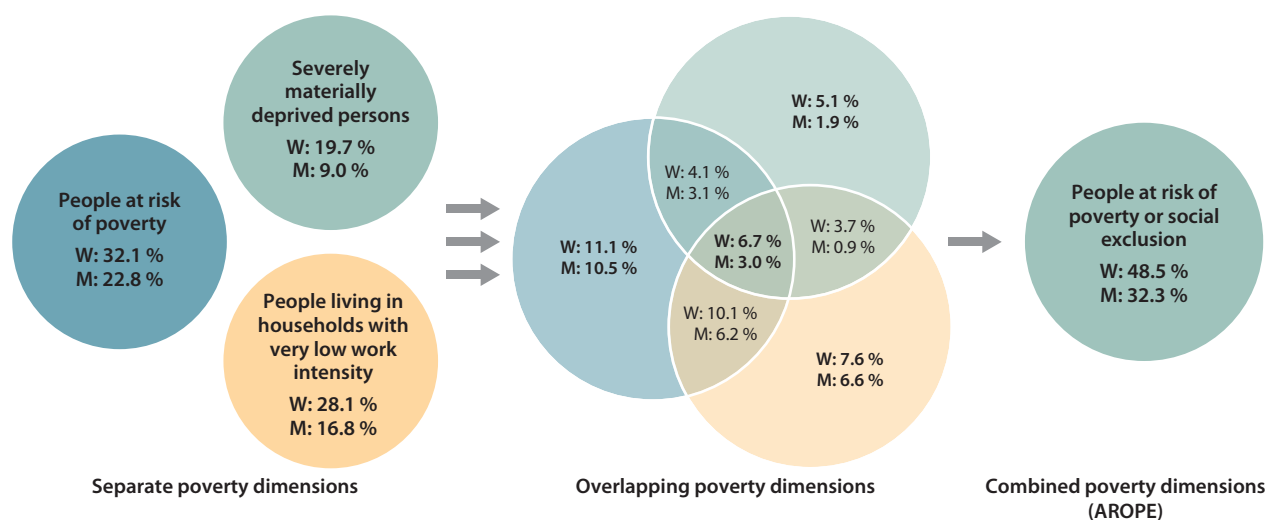 Severely
materially
deprived persons
W: 19.7 %
M: 9.0 %
People at risk
of poverty
W: 32.1 %
M: 22.8 %
People living in
households with
very low work
intensity
W: 28.1 %
M: 16.8 %
Separate poverty dimensions
W: 5.1 %
M: 1.9 %
W: 4.1 %
M: 3.1 %
W: 11.1 %
M: 10.5 %
W: 6.7 %
M: 3.0 %
W: 3.7 %
M: 0.9 %
W: 10.1 %
M: 6.2 %
W: 7.6 %
M: 6.6 %
Overlapping poverty dimensions
People at risk of
poverty or social
exclusion
W: 48.5 %
M: 32.3 %
Combined poverty dimensions
(AROPE)